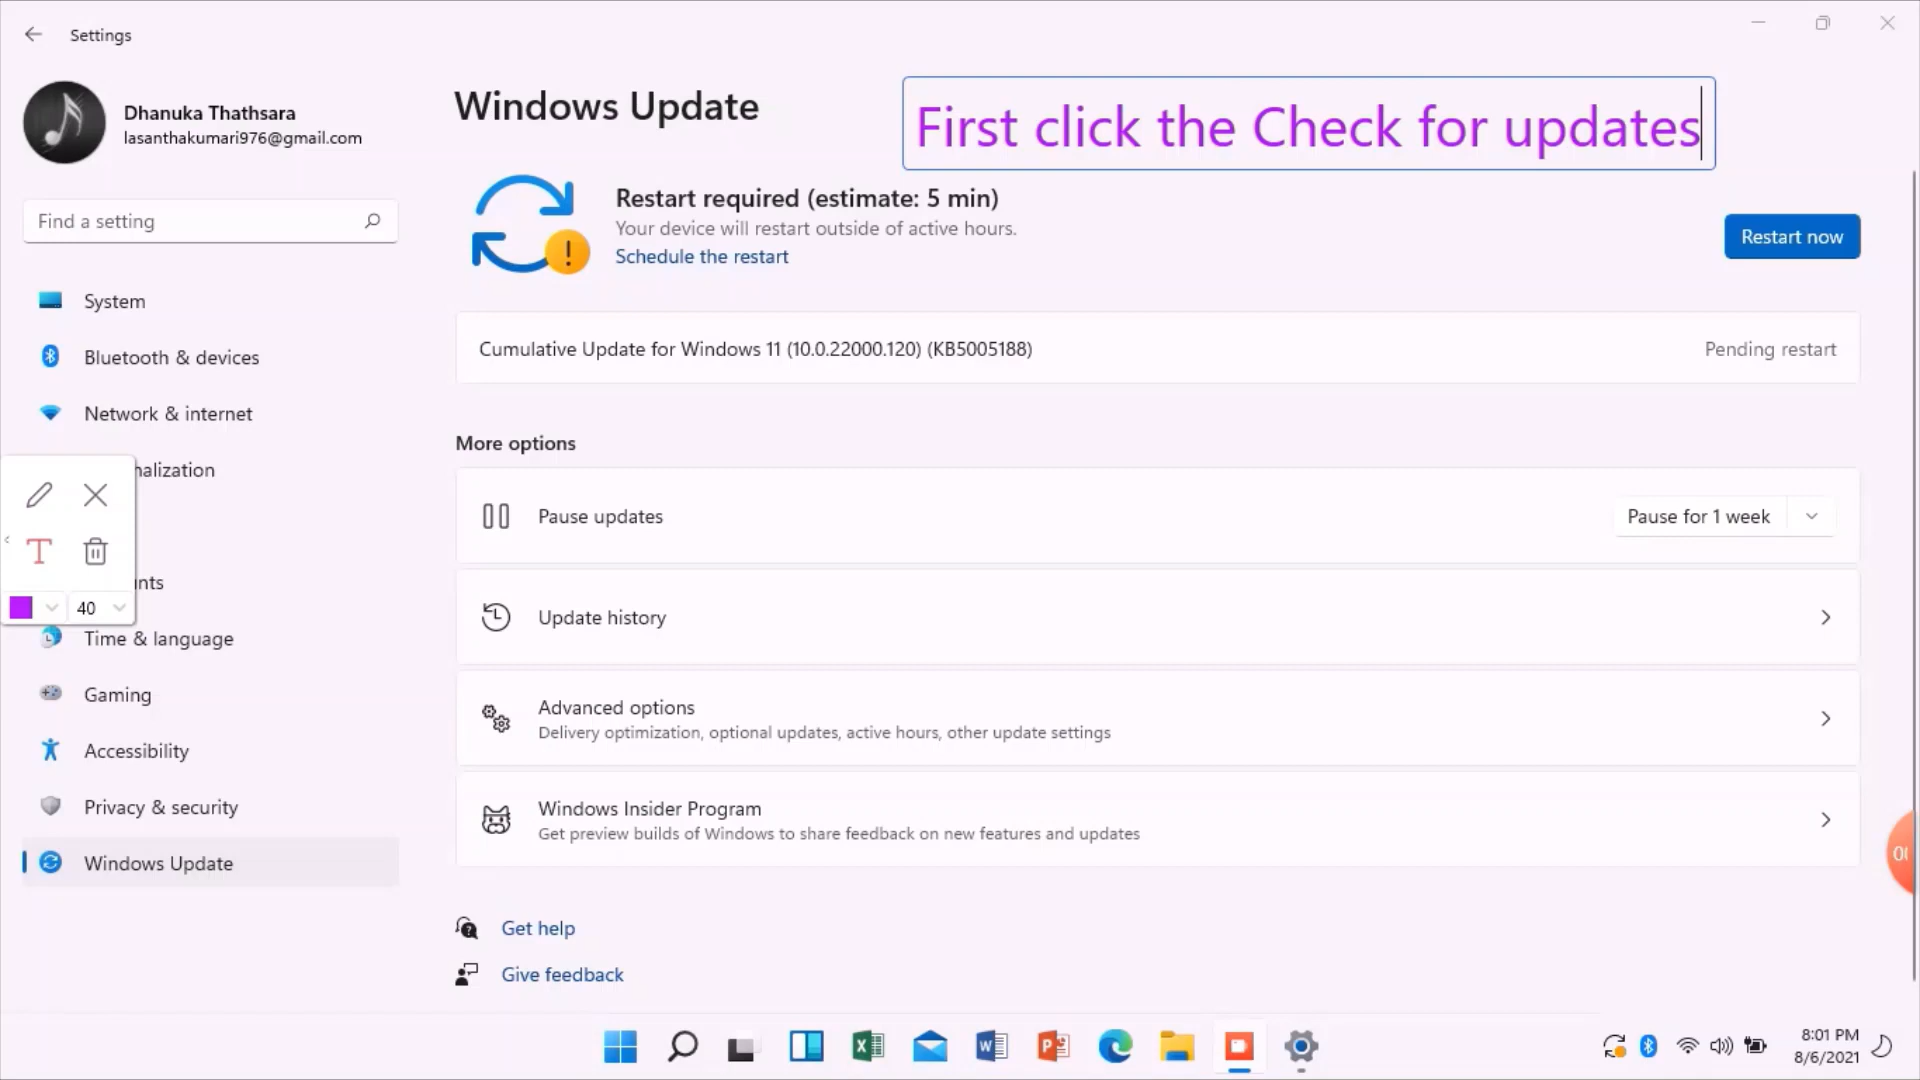 Settings
Dhanuka Thathsara
lasanthakumari976@gmail.com
Find a setting
System
Bluetooth & devices
Network & internet
nalization
nts
Time & language
Gaming
Accessibility
Privacy & security
Windows Update
40
Windows Update
First click the Check for updates
Restart required (estimate: 5 min)
Your device will restart outside of active hours.
Schedule the restart
Restart now
Cumulative Update for Windows 11 (10.0.22000.120) (KB5005188)
Pending restart
More options
Pause updates
Pause for 1 week
Update history
Advanced options
Delivery optimization, optional updates, active hours, other update settings
Windows Insider Program
Get preview builds of Windows to share feedback on new features and updates
Get help
Give feedback
8:01 PM
8/6/2021